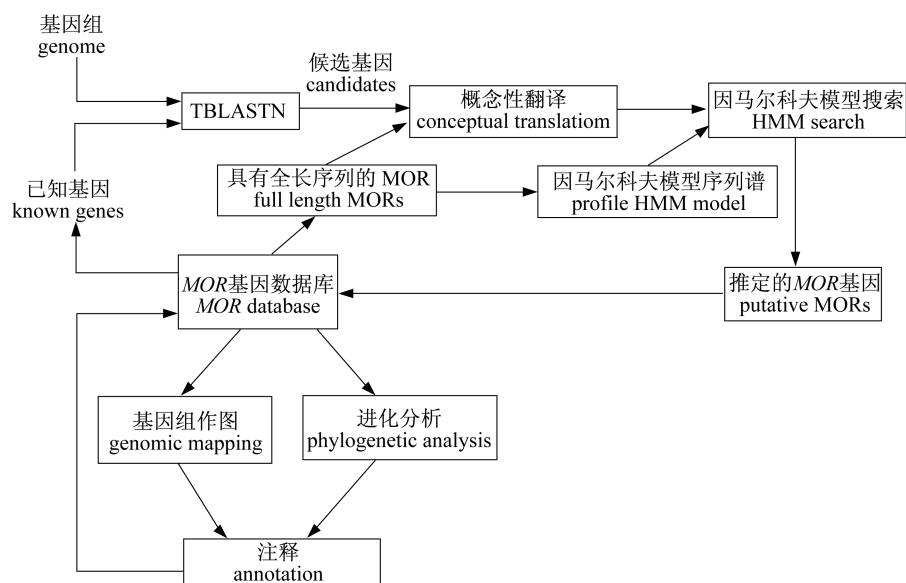 基因组
genome
候选基因
candidates
TBLASTN
概念性翻译
conceptual translatiom
因马尔科夫模型搜索
HMM search
已知基因
known genes
具有全长序列的 MOR
full length MORs
因马尔科夫模型序列谱
profile HMM model
MOR基因数据库
MOR database
推定的MOR基因
putative MORs
基因组作图
genomic mapping
进化分析
phylogenetic analysis
注释
annotation